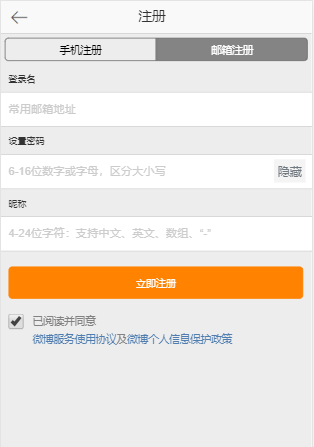 注册
手机注册 邮箱注册
登录名
常用邮箱地址
设置密码
6-16位数字或字母，区分大小写 隐藏
昵称
4-24位字符：支持中文、英文、数组、“-”
立即注册
已阅读并同意
微博服务使用协议及微博个人信息保护政策